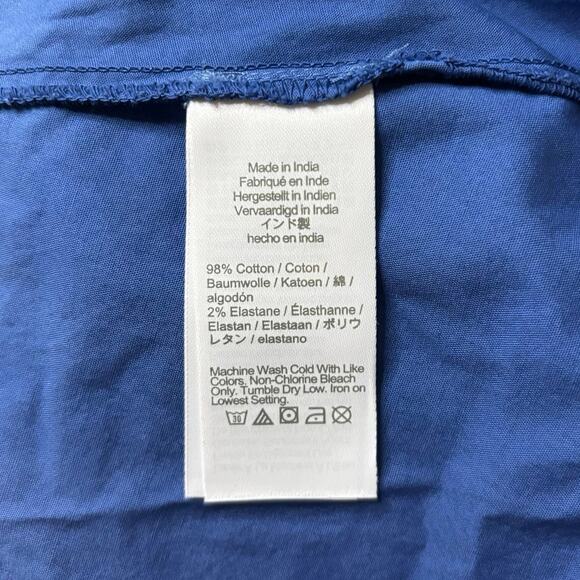 Made in India
Fabriqué en Inde
Hergestellt in Indien
Vervaardigd in India
インド製
hecho en india
98% Cotton / Coton /
Baumwolle / Katoen / 綿 /
algodón
2% Elastane / Élasthanne /
Elastan / Elastaan / ポリウ
レタン / elastano
Machine Wash Cold With Like
Colors. Non-Chlorine Bleach
Only. Tumble Dry Low. Iron on
Lowest Setting.
30